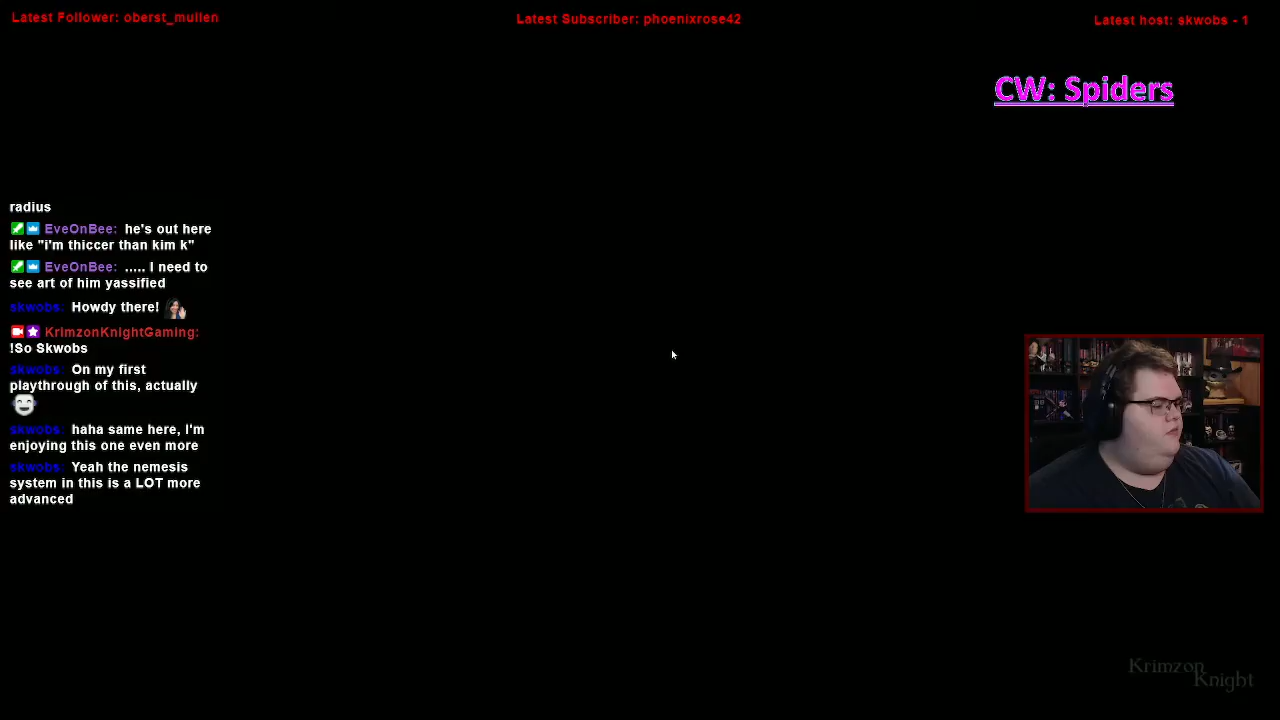 Latest Follower: oberst_mullen
Latest Subscriber: phoenixrose42
Latest host: skwobs - 1
CW: Spiders
radius
EveOnBee: he's out here
like "i'm thiccer than kim k"
EveOnBee: ..... I need to
see art of him yassified
skwobs: Howdy there!
KrimzonKnightGaming:
!So Skwobs
skwobs: On my first
playthrough of this, actually
skwobs: haha same here, I'm
enjoying this one even more
skwobs: Yeah the nemesis
system in this is a LOT more
advanced
Krimzon
Knight